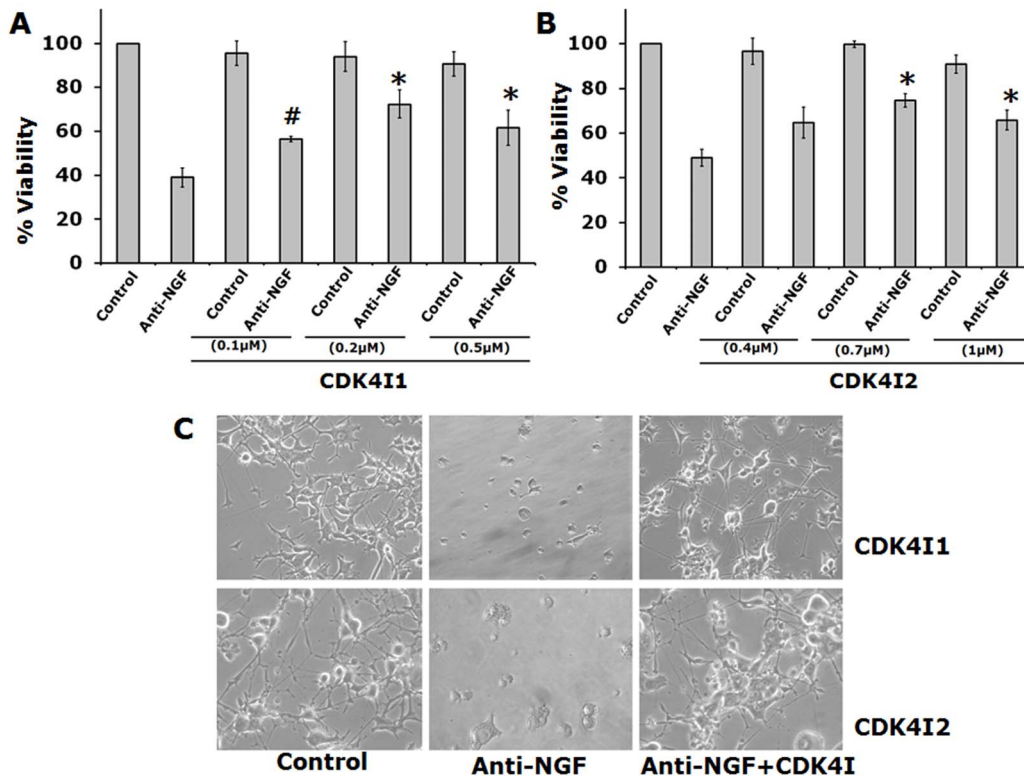 A
% Viability
100
80
60
40
20
0
#
*
*
Control
Anti-NGF
Control
Anti-NGF
Control
Anti-NGF
Control
Anti-NGF
(0.1µM)
(0.2µM)
(0.5µM)
CDK4I1
B
% Viability
100
80
60
40
20
0
*
*
Control
Anti-NGF
Control
Anti-NGF
Control
Anti-NGF
Control
Anti-NGF
(0.4µM)
(0.7µM)
(1µM)
CDK4I2
C
CDK4I1
CDK4I2
Control
Anti-NGF
Anti-NGF+CDK4I